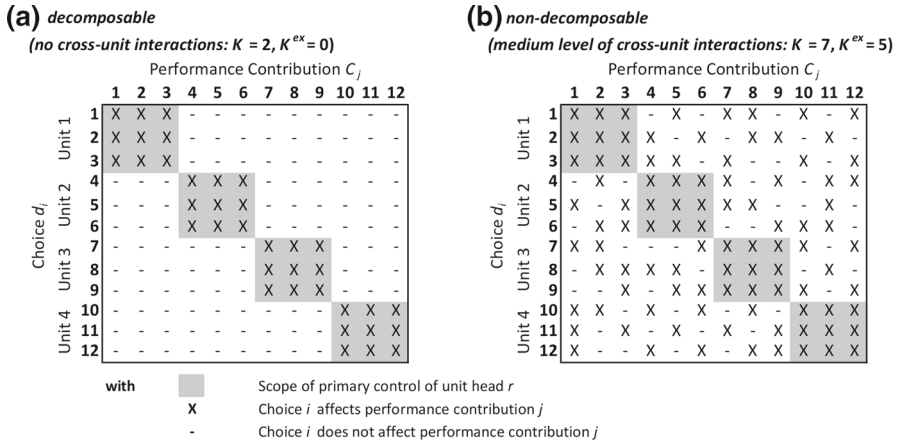 (a) decomposable
(no cross-unit interactions: K = 2, K^ex = 0)
Performance Contribution C_j
1 2 3 4 5 6 7 8 9 10 11 12
Choice d_i
Unit 1
Unit 2
Unit 3
Unit 4
1 X X X - - - - - - - - -
2 X X X - - - - - - - - -
3 X X X - - - - - - - - -
4 - - - X X X - - - - - -
5 - - - X X X - - - - - -
6 - - - X X X - - - - - -
7 - - - - - - X X X - - -
8 - - - - - - X X X - - -
9 - - - - - - X X X - - -
10 - - - - - - - - - X X X
11 - - - - - - - - - X X X
12 - - - - - - - - - X X X
(b) non-decomposable
(medium level of cross-unit interactions: K = 7, K^ex = 5)
Performance Contribution C_j
1 2 3 4 5 6 7 8 9 10 11 12
Choice d_i
Unit 1
Unit 2
Unit 3
Unit 4
1 X X X - X - X X - X - X
2 X X X X - X - X X - X -
3 X X X X X - X - - X - X
4 - X - X X X X - X - X X
5 X - X X X X X X - - X -
6 - X X X X X - - X X X -
7 X X - - - X X X X X - X
8 - X X X X - X X X - X -
9 - - X - X X X X X X - X
10 X X - X - X - X - X X X
11 X - X - X - X - X X X X
12 X - - X - X - X X X X X
with
Scope of primary control of unit head r
X Choice i affects performance contribution j
- Choice i does not affect performance contribution j